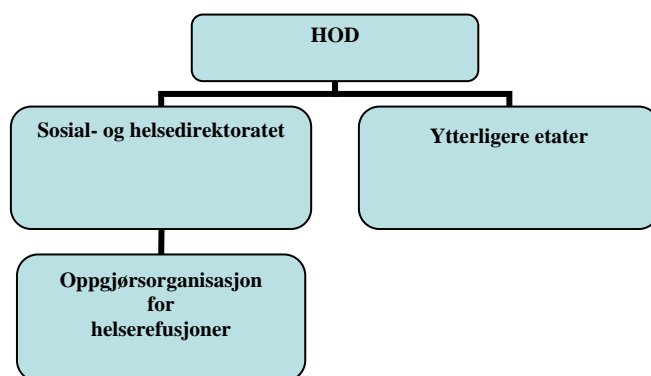 HOD
Sosial- og helsedirektoratet
Ytterligere etater
Oppgjørsorganisasjon
for
helserefusjoner